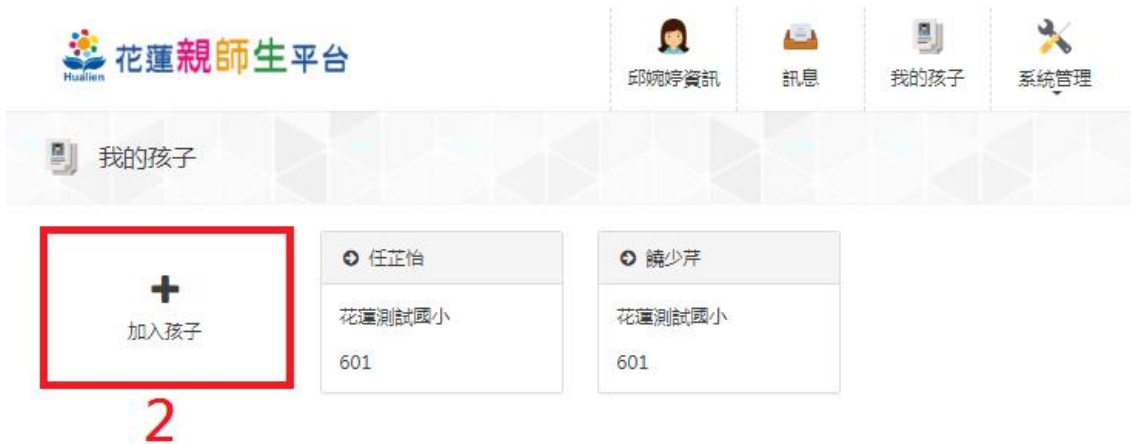 Hualien 花蓮親師生平台
邱婉婷資訊 訊息 我的孩子 系統管理
我的孩子
加入孩子
任芷怡
花蓮測試國小
601
饒少芹
花蓮測試國小
601
2